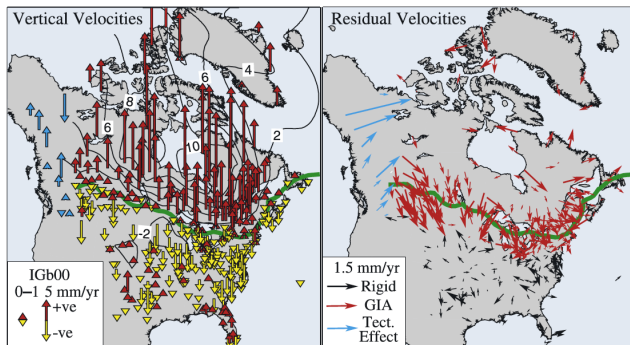 Vertical Velocities
6
4
8
6
2
10
-2
IGb00
0–1 5 mm/yr
+ve
-ve
Residual Velocities
1.5 mm/yr
Rigid
GIA
Tect.
Effect